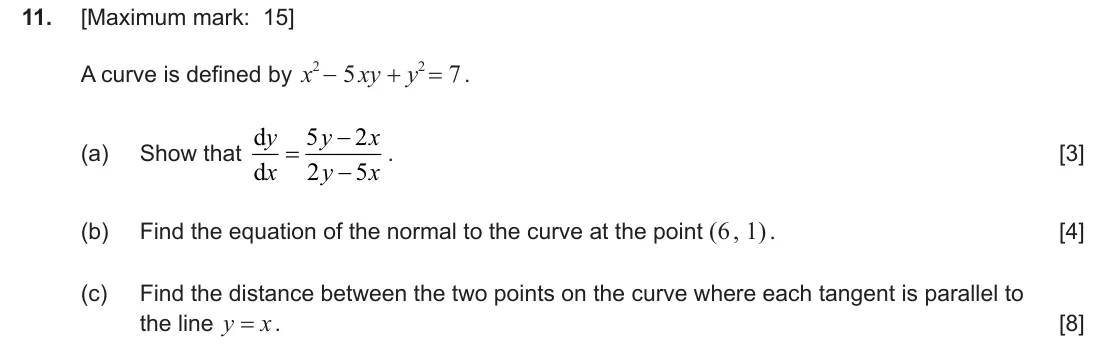 11. [Maximum mark: 15]
A curve is defined by x² − 5xy + y² = 7.
(a) Show that dy/dx = (5y − 2x)/(2y − 5x). [3]
(b) Find the equation of the normal to the curve at the point (6, 1). [4]
(c) Find the distance between the two points on the curve where each tangent is parallel to
the line y = x. [8]